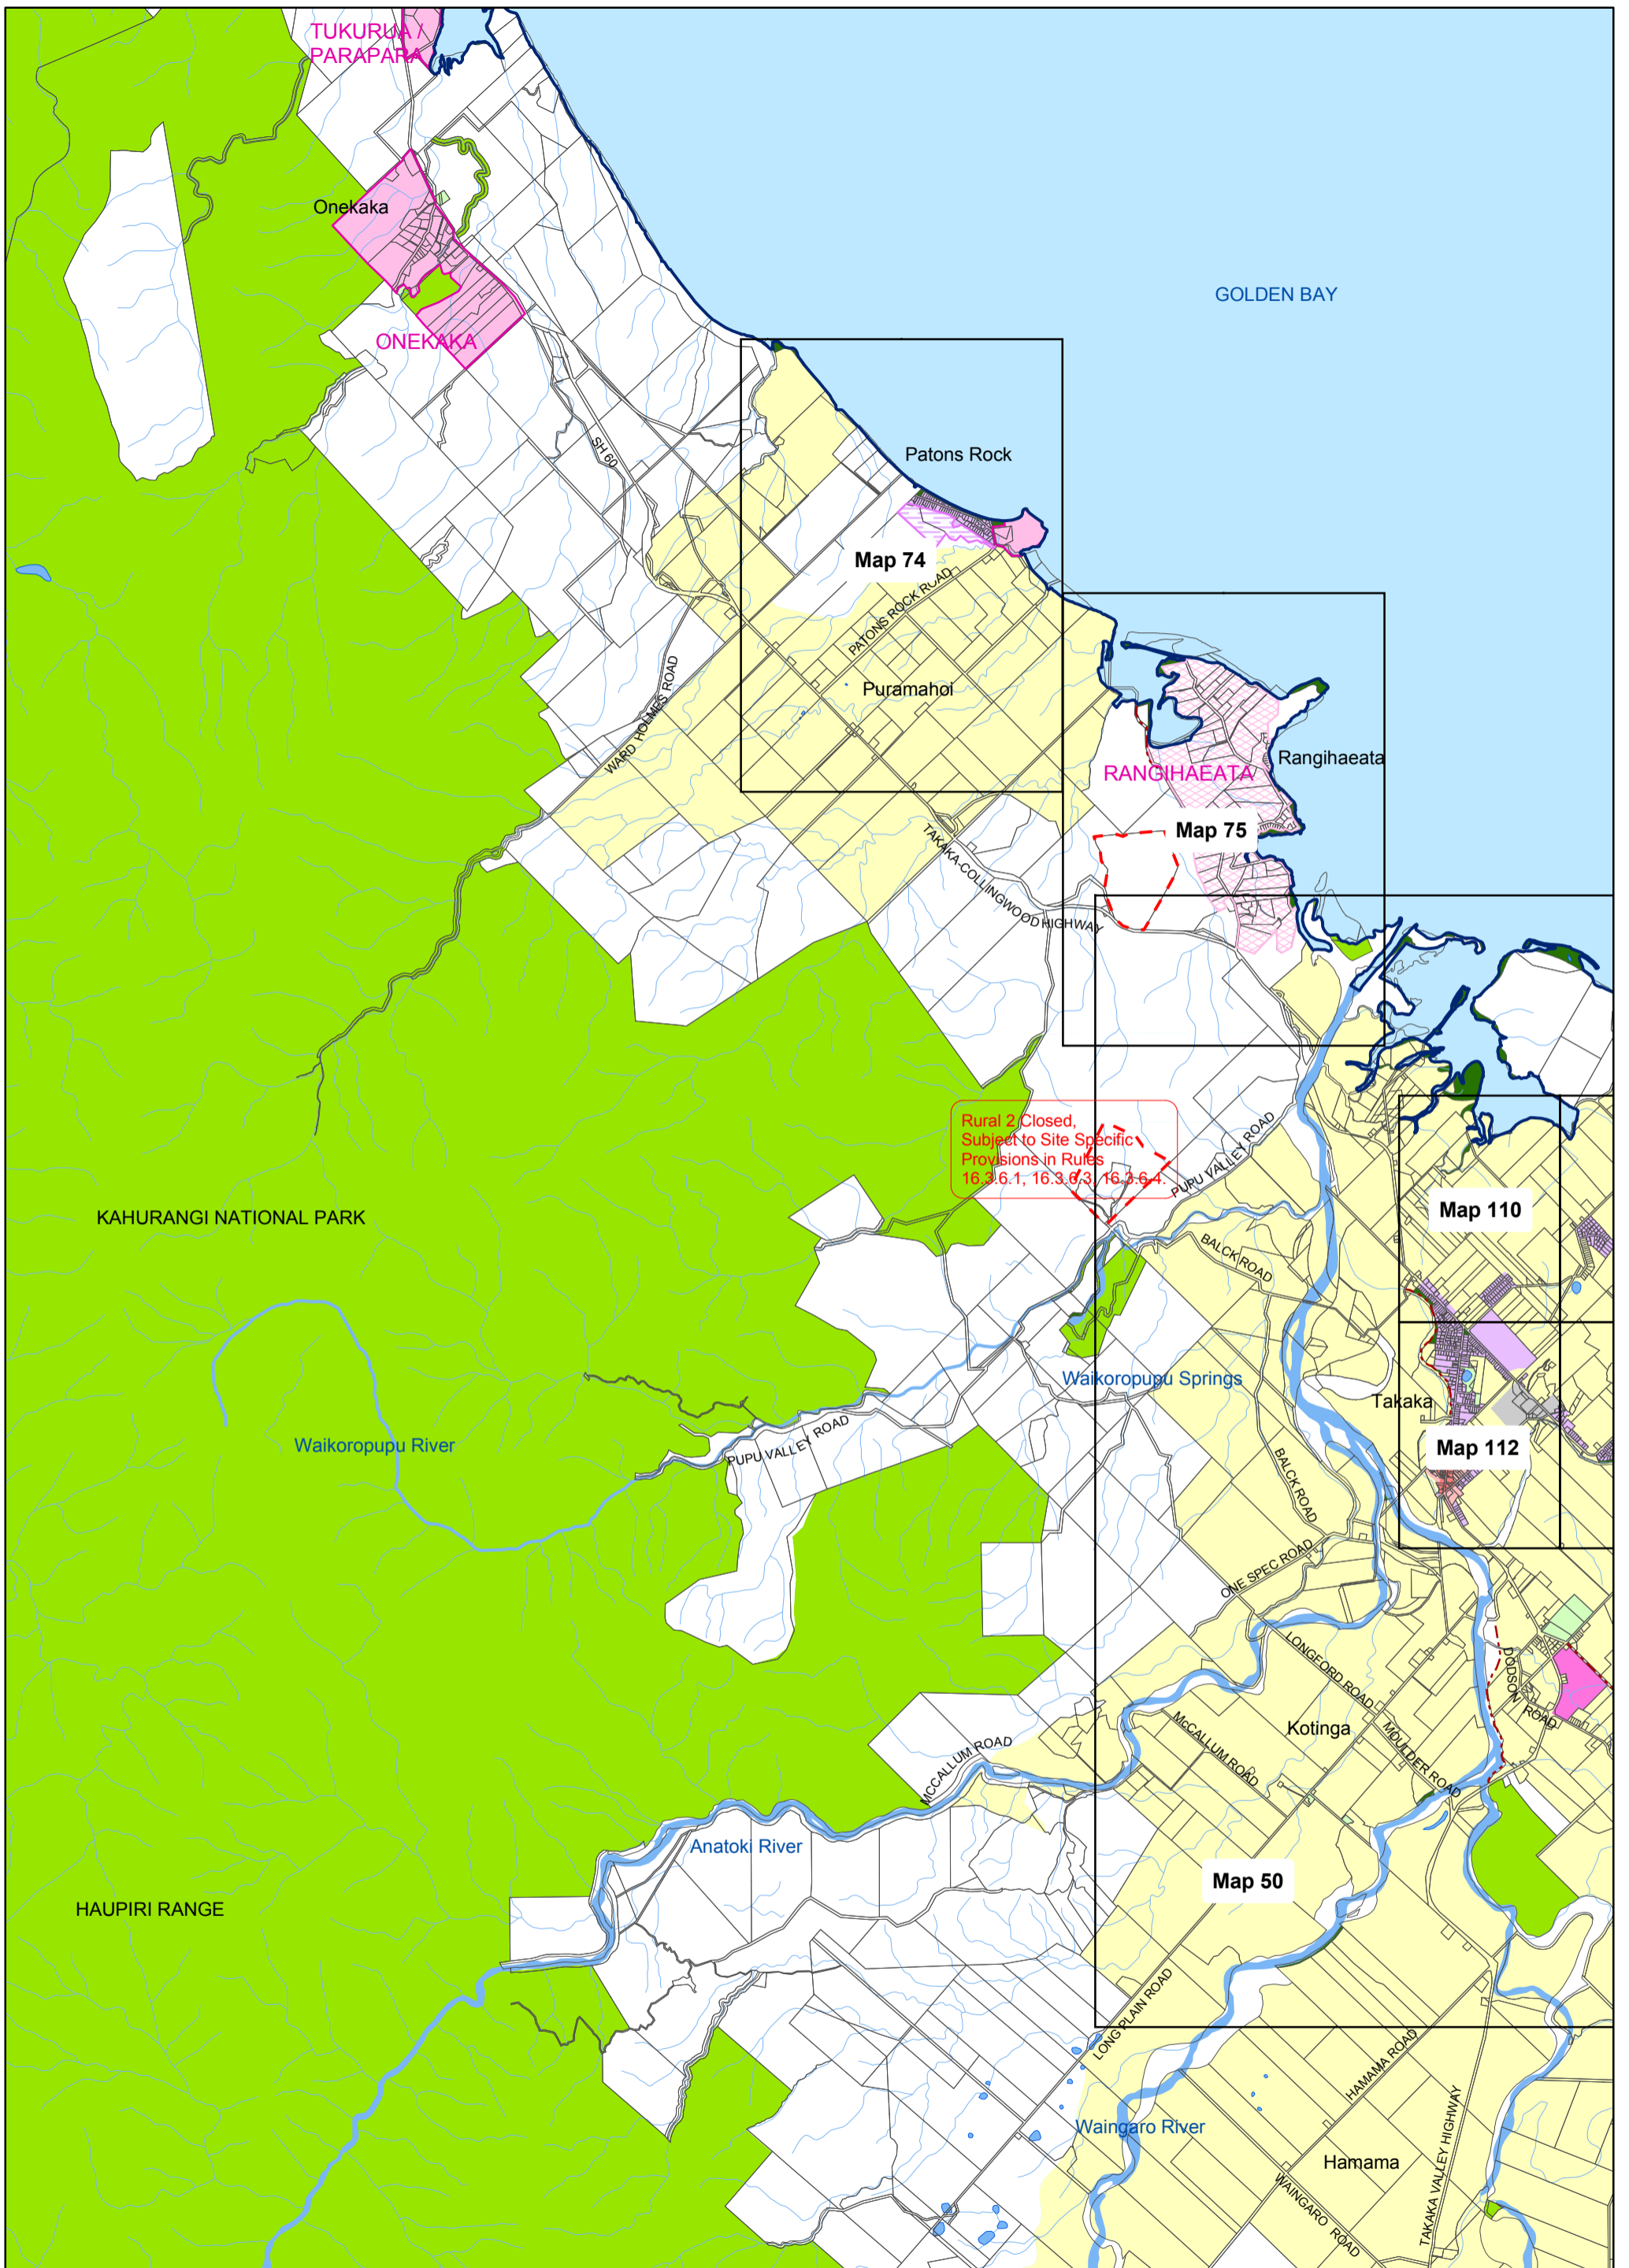 TUKURUA /
PARAPARA
Onekaka
GOLDEN BAY
ONEKAKA
SH 60
Patons Rock
Map 74
PATONS ROCK ROAD
Puramahoi
WARD HOLMES ROAD
RANGIHAEATA
Rangihaeata
Map 75
TAKAKA-COLLINGWOOD HIGHWAY
Rural 2 Closed,
Subject to Site Specific
Provisions in Rules
16.3.6.1, 16.3.6.3, 16.3.6.4.
PUPU VALLEY ROAD
KAHURANGI NATIONAL PARK
Map 110
BALCK ROAD
Waikoropupu Springs
Takaka
Waikoropupu River
PUPU VALLEY ROAD
Map 112
BALCK ROAD
ONE SPEC ROAD
LONGFORD ROAD
DODSON ROAD
Kotinga
McCALLUM ROAD
MOULDER ROAD
MCCALLUM ROAD
Anatoki River
Map 50
HAUPIRI RANGE
LONG PLAIN ROAD
HAMAMA ROAD
Waingaro River
TAKAKA VALLEY HIGHWAY
Hamama
WAINGARO ROAD